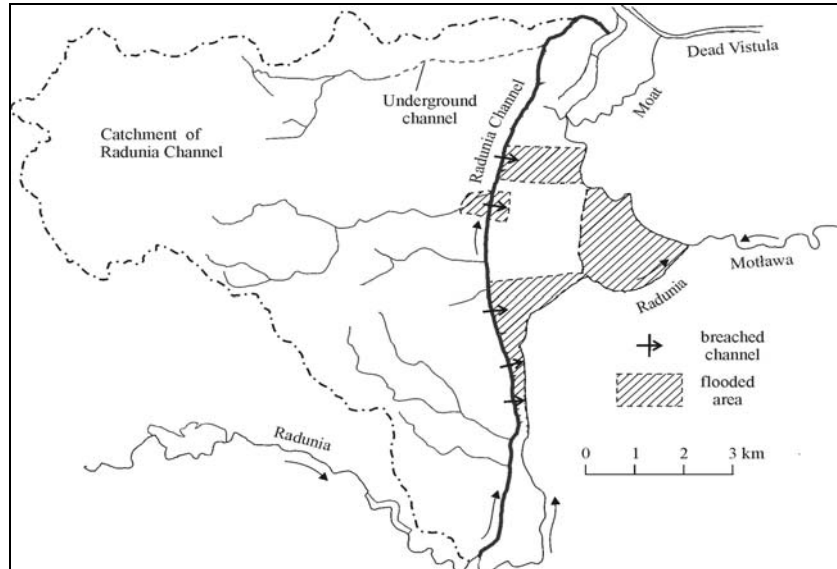 Dead Vistula
Moat
Underground
channel
Radunia Channel
Catchment of
Radunia Channel
Motława
Radunia
breached
channel
flooded
area
Radunia
0 1 2 3 km